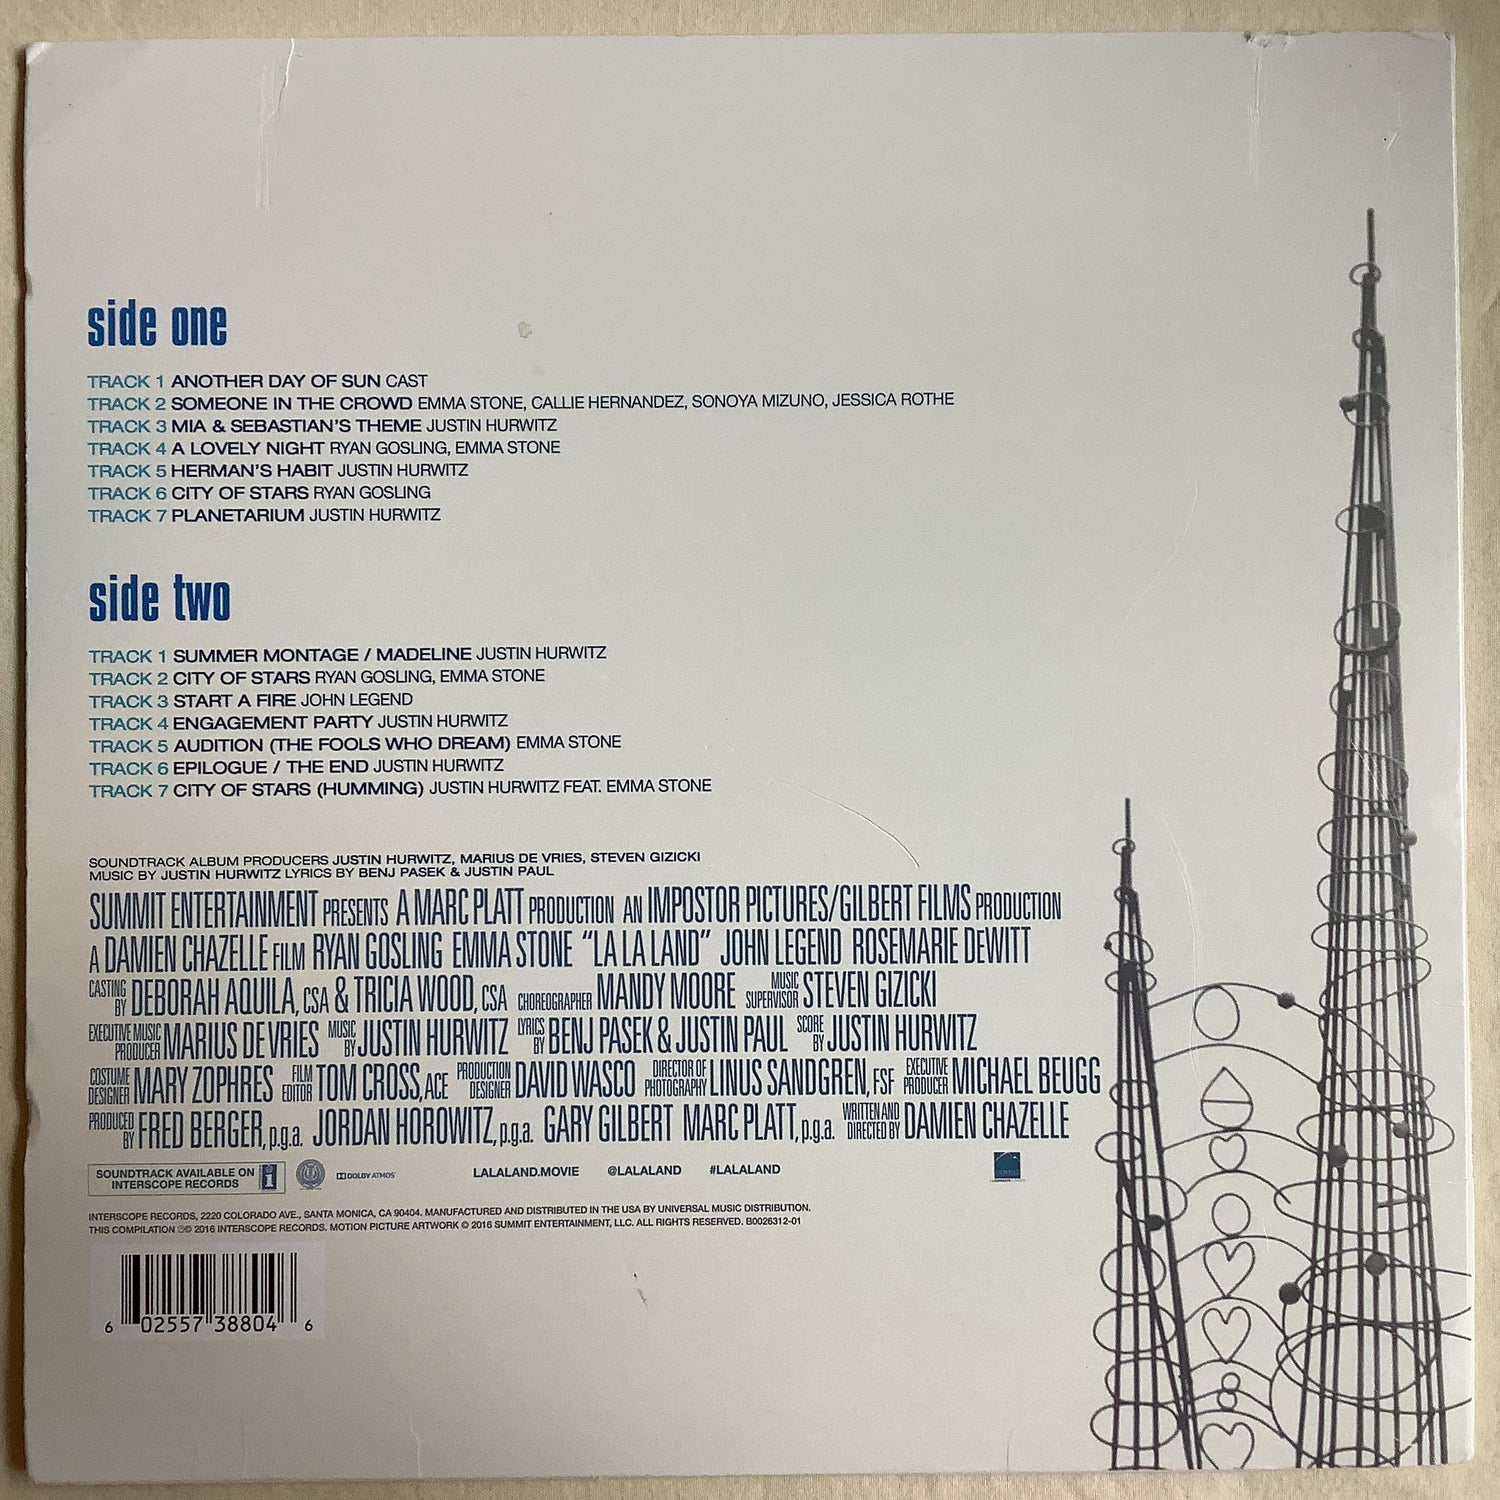 side one
TRACK 1 ANOTHER DAY OF SUN CAST
TRACK 2 SOMEONE IN THE CROWD EMMA STONE, CALLIE HERNANDEZ, SONOYA MIZUNO, JESSICA ROTHE
TRACK 3 MIA & SEBASTIAN'S THEME JUSTIN HURWITZ
TRACK 4 A LOVELY NIGHT RYAN GOSLING, EMMA STONE
TRACK 5 HERMAN'S HABIT JUSTIN HURWITZ
TRACK 6 CITY OF STARS RYAN GOSLING
TRACK 7 PLANETARIUM JUSTIN HURWITZ
side two
TRACK 1 SUMMER MONTAGE / MADELINE JUSTIN HURWITZ
TRACK 2 CITY OF STARS RYAN GOSLING, EMMA STONE
TRACK 3 START A FIRE JOHN LEGEND
TRACK 4 ENGAGEMENT PARTY JUSTIN HURWITZ
TRACK 5 AUDITION (THE FOOLS WHO DREAM) EMMA STONE
TRACK 6 EPILOGUE / THE END JUSTIN HURWITZ
TRACK 7 CITY OF STARS (HUMMING) JUSTIN HURWITZ FEAT. EMMA STONE
SOUNDTRACK ALBUM PRODUCERS JUSTIN HURWITZ, MARIUS DE VRIES, STEVEN GIZICKI
MUSIC BY JUSTIN HURWITZ LYRICS BY BENJ PASEK & JUSTIN PAUL
SUMMIT ENTERTAINMENT PRESENTS A MARC PLATT PRODUCTION AN IMPOSTOR PICTURES/GILBERT FILMS PRODUCTION
A DAMIEN CHAZELLE FILM RYAN GOSLING EMMA STONE "LA LA LAND" JOHN LEGEND ROSEMARIE DEWITT
CASTING BY DEBORAH AQUILA, CSA & TRICIA WOOD, CSA CHOREOGRAPHER MANDY MOORE MUSIC SUPERVISOR STEVEN GIZICKI
EXECUTIVE MUSIC PRODUCER MARIUS DE VRIES MUSIC BY JUSTIN HURWITZ LYRICS BY BENJ PASEK & JUSTIN PAUL SCORE BY JUSTIN HURWITZ
COSTUME DESIGNER MARY ZOPHRES FILM EDITOR TOM CROSS, ACE PRODUCTION DESIGNER DAVID WASCO DIRECTOR OF PHOTOGRAPHY LINUS SANDGREN, FSF EXECUTIVE PRODUCER MICHAEL BEUGG
PRODUCED BY FRED BERGER, p.g.a. JORDAN HOROWITZ, p.g.a. GARY GILBERT MARC PLATT, p.g.a. WRITTEN AND DIRECTED BY DAMIEN CHAZELLE
SOUNDTRACK AVAILABLE ON INTERSCOPE RECORDS i DOLBY ATMOS LALALAND.MOVIE @LALALAND #LALALAND
INTERSCOPE RECORDS, 2220 COLORADO AVE., SANTA MONICA, CA 90404. MANUFACTURED AND DISTRIBUTED IN THE USA BY UNIVERSAL MUSIC DISTRIBUTION.
THIS COMPILATION ℗© 2016 INTERSCOPE RECORDS. MOTION PICTURE ARTWORK © 2016 SUMMIT ENTERTAINMENT, LLC. ALL RIGHTS RESERVED. B0026312-01
6 02557 38804 6